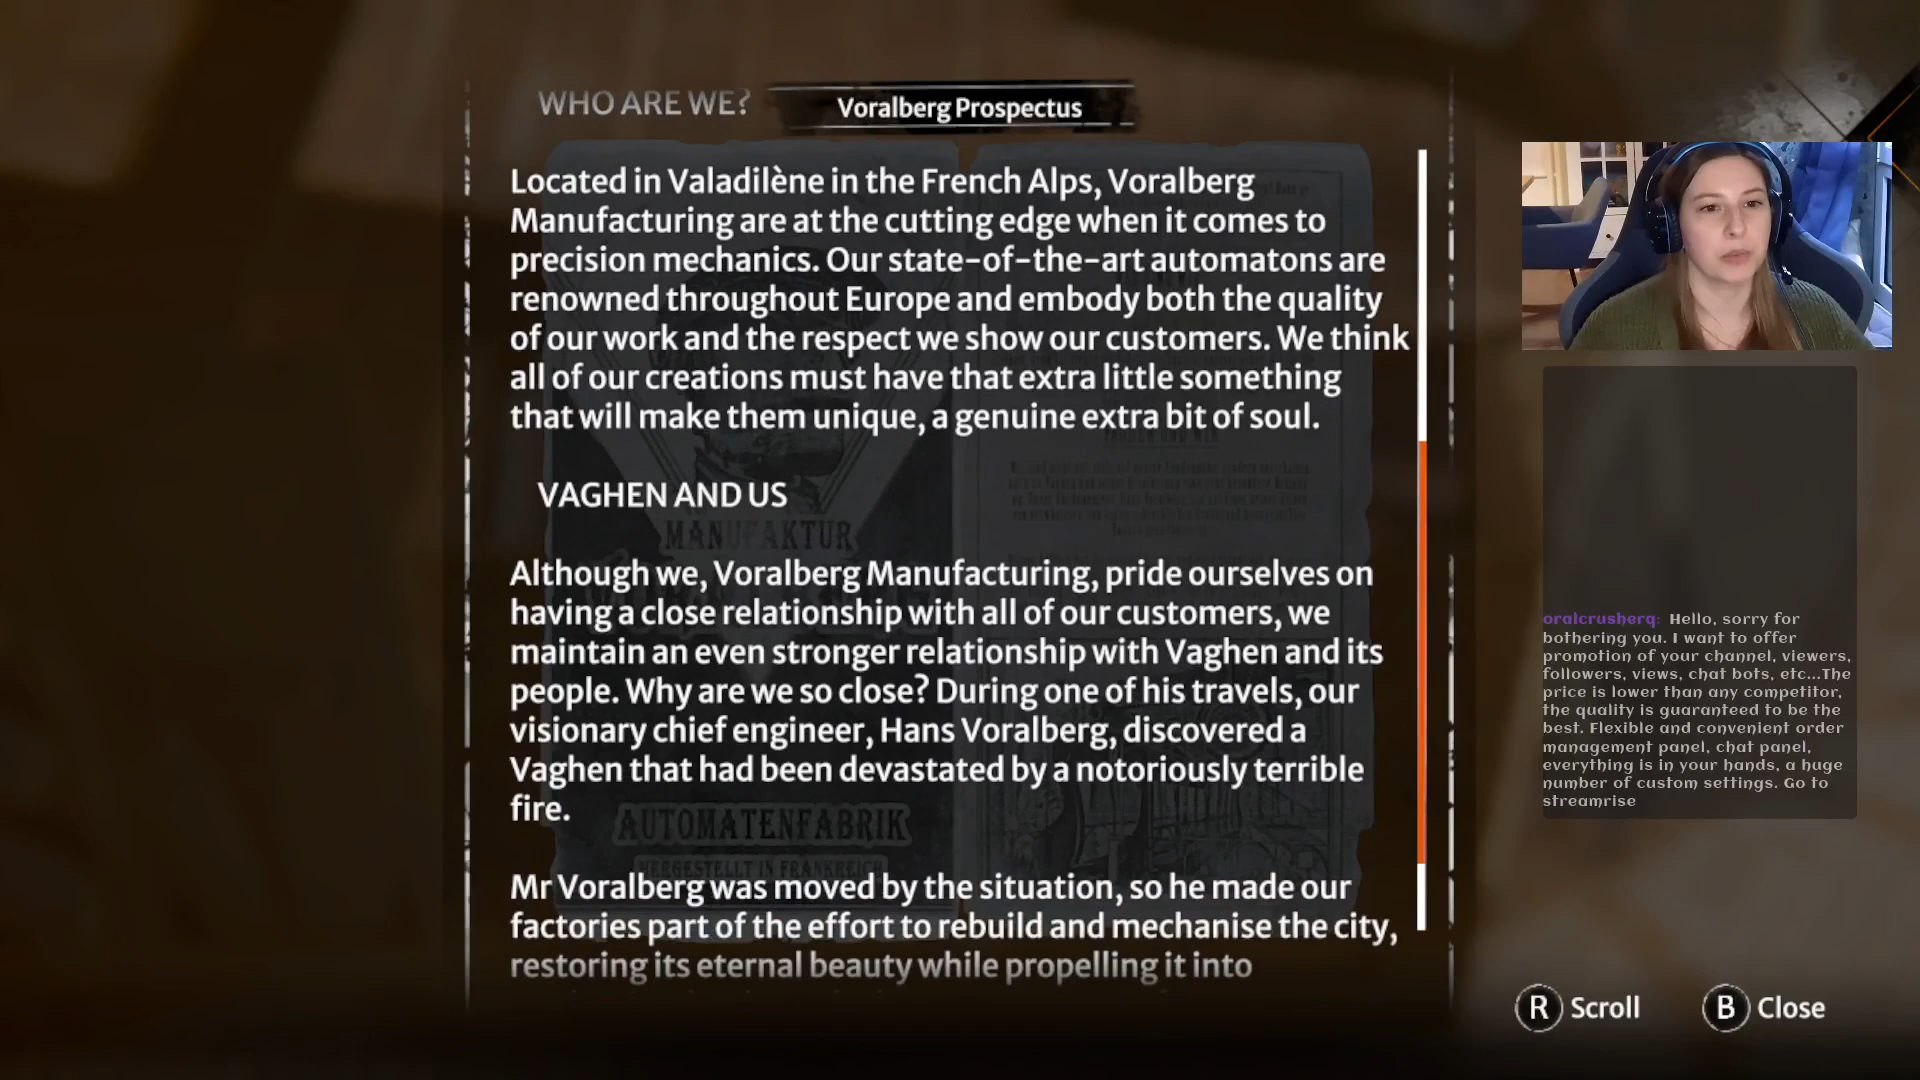 WHO ARE WE?
Voralberg Prospectus
Located in Valadilène in the French Alps, Voralberg
Manufacturing are at the cutting edge when it comes to
precision mechanics. Our state-of-the-art automatons are
renowned throughout Europe and embody both the quality
of our work and the respect we show our customers. We think
all of our creations must have that extra little something
that will make them unique, a genuine extra bit of soul.
VAGHEN AND US
MANUFAKTUR
Although we, Voralberg Manufacturing, pride ourselves on
having a close relationship with all of our customers, we
maintain an even stronger relationship with Vaghen and its
people. Why are we so close? During one of his travels, our
visionary chief engineer, Hans Voralberg, discovered a
Vaghen that had been devastated by a notoriously terrible
fire.
AUTOMATENFABRIK
HERGESTELLT IN FRANKREICH
Mr Voralberg was moved by the situation, so he made our
factories part of the effort to rebuild and mechanise the city,
restoring its eternal beauty while propelling it into
oralcrusherq: Hello, sorry for
bothering you. I want to offer
promotion of your channel, viewers,
followers, views, chat bots, etc...The
price is lower than any competitor,
the quality is guaranteed to be the
best. Flexible and convenient order
management panel, chat panel,
everything is in your hands, a huge
number of custom settings. Go to
streamrise
R Scroll
B Close